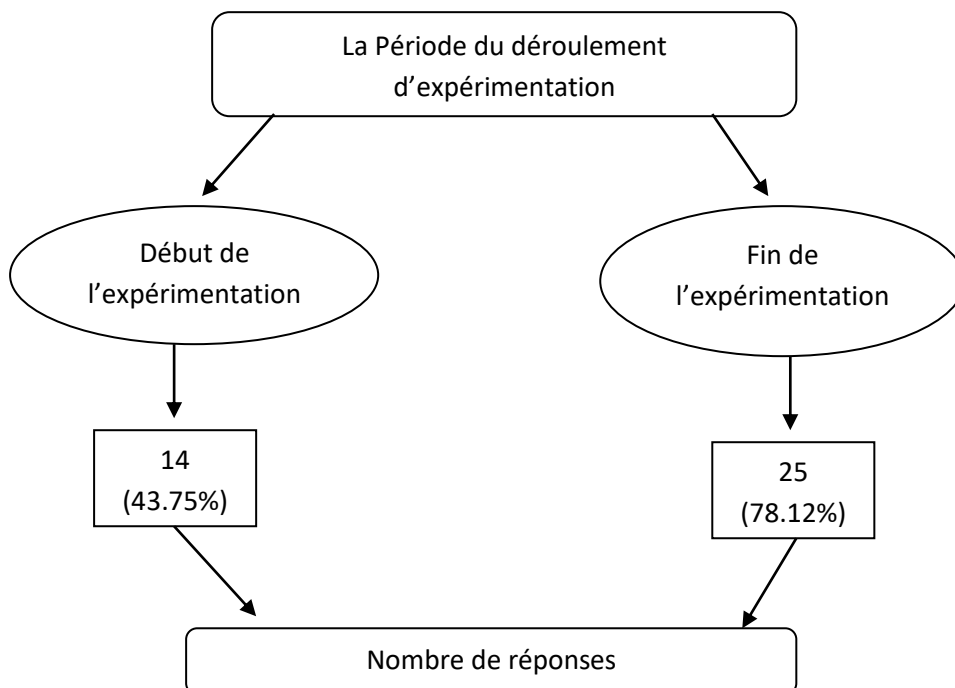 La Période du déroulement
d’expérimentation
Début de
l’expérimentation
Fin de
l’expérimentation
14
(43.75%)
25
(78.12%)
Nombre de réponses